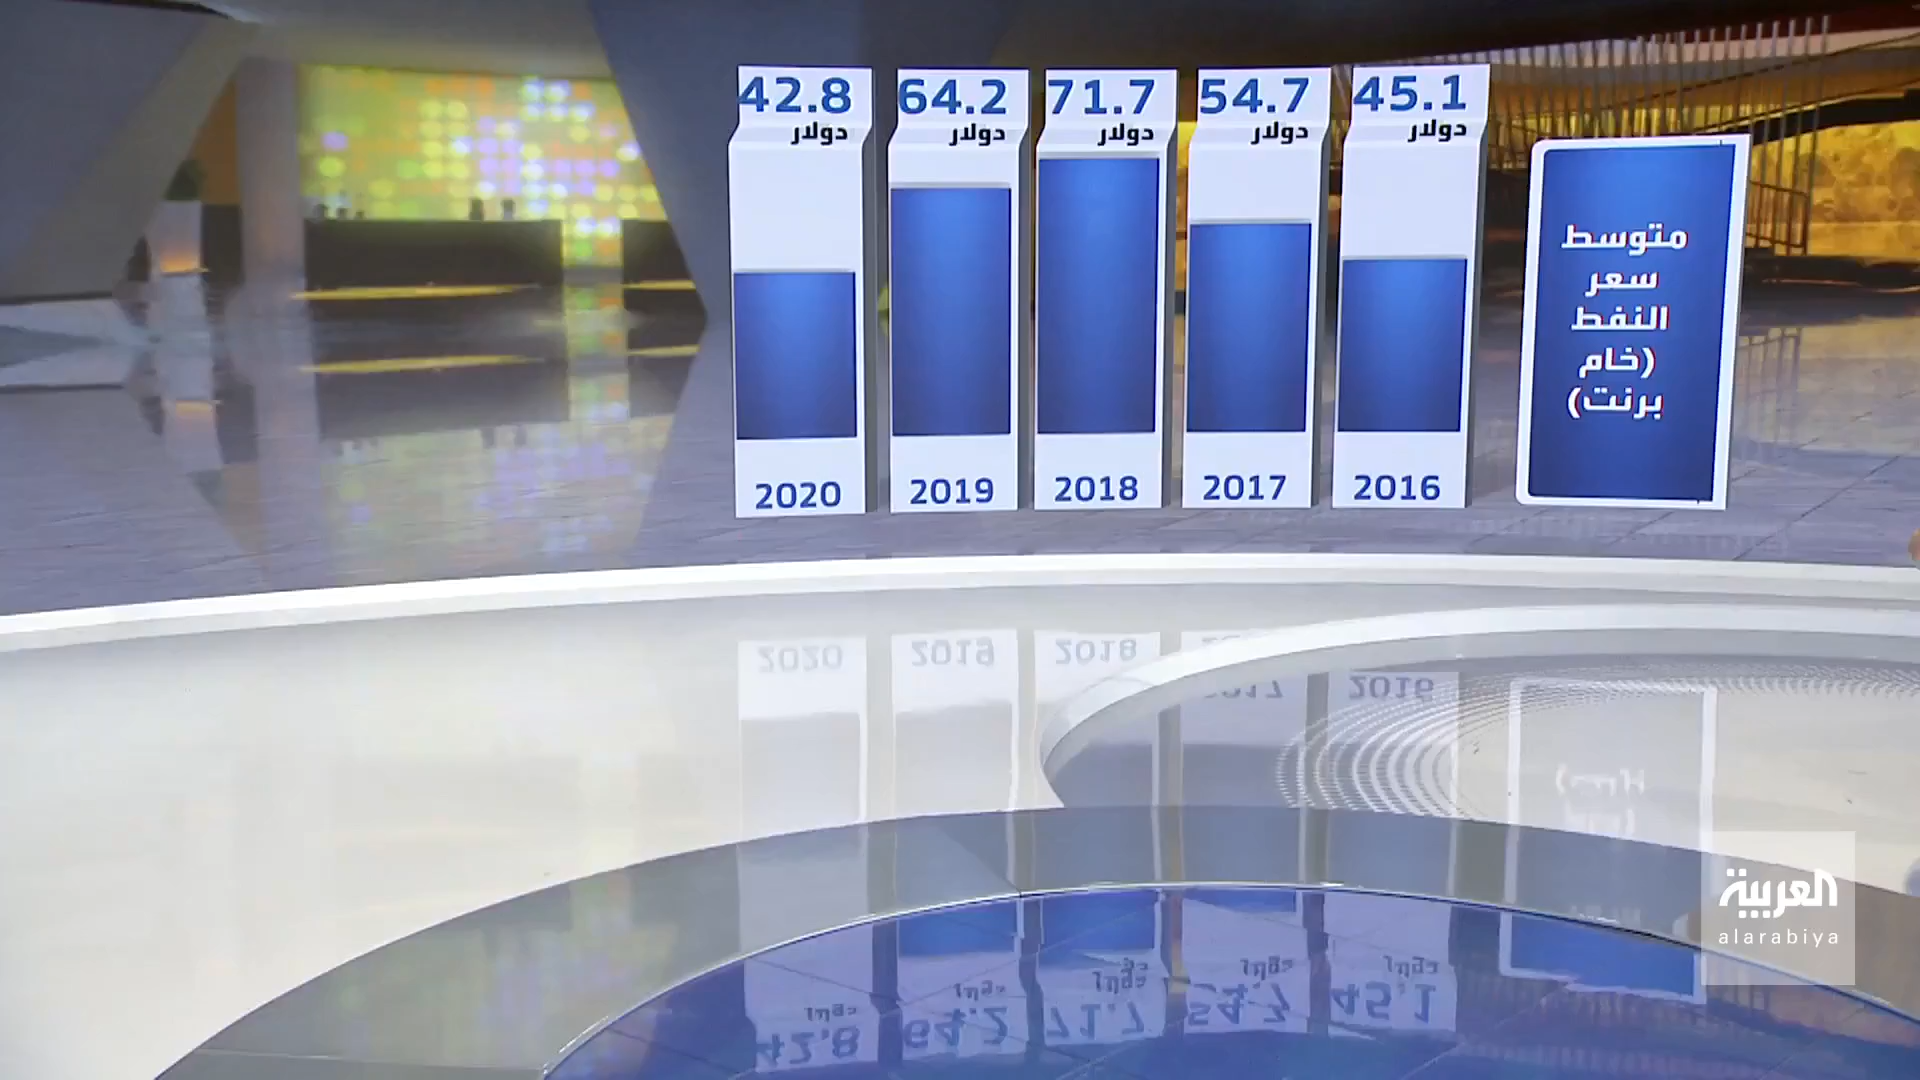 متوسط
سعر
النفط
(خام
برنت)
45.1
دولار
2016
54.7
دولار
2017
71.7
دولار
2018
64.2
دولار
2019
42.8
دولار
2020
العربية
alarabiya